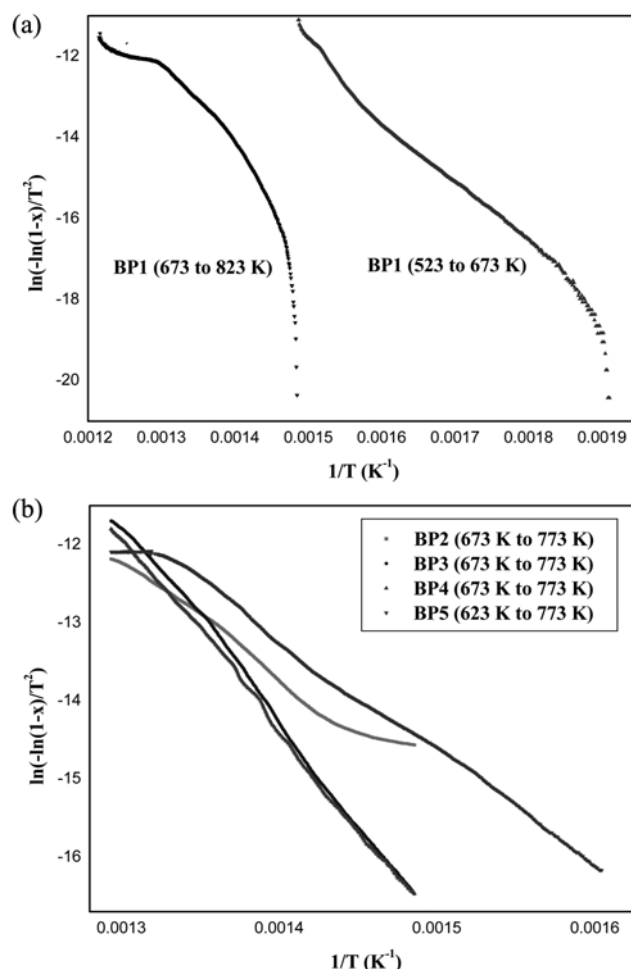 (a)
ln(-ln(1-x)/T²)
-12
-14
-16
-18
-20
BP1 (673 to 823 K)
BP1 (523 to 673 K)
0.0012 0.0013 0.0014 0.0015 0.0016 0.0017 0.0018 0.0019
1/T (K⁻¹)
(b)
ln(-ln(1-x)/T²)
-12
-13
-14
-15
-16
BP2 (673 K to 773 K)
BP3 (673 K to 773 K)
BP4 (673 K to 773 K)
BP5 (623 K to 773 K)
0.0013 0.0014 0.0015 0.0016
1/T (K⁻¹)